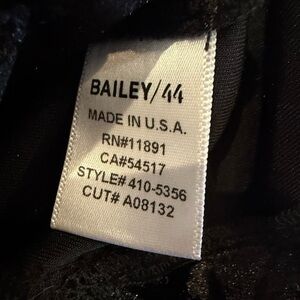 BAILEY/44
MADE IN U.S.A.
RN#11891
CA#54517
STYLE# 410-5356
CUT# A08132